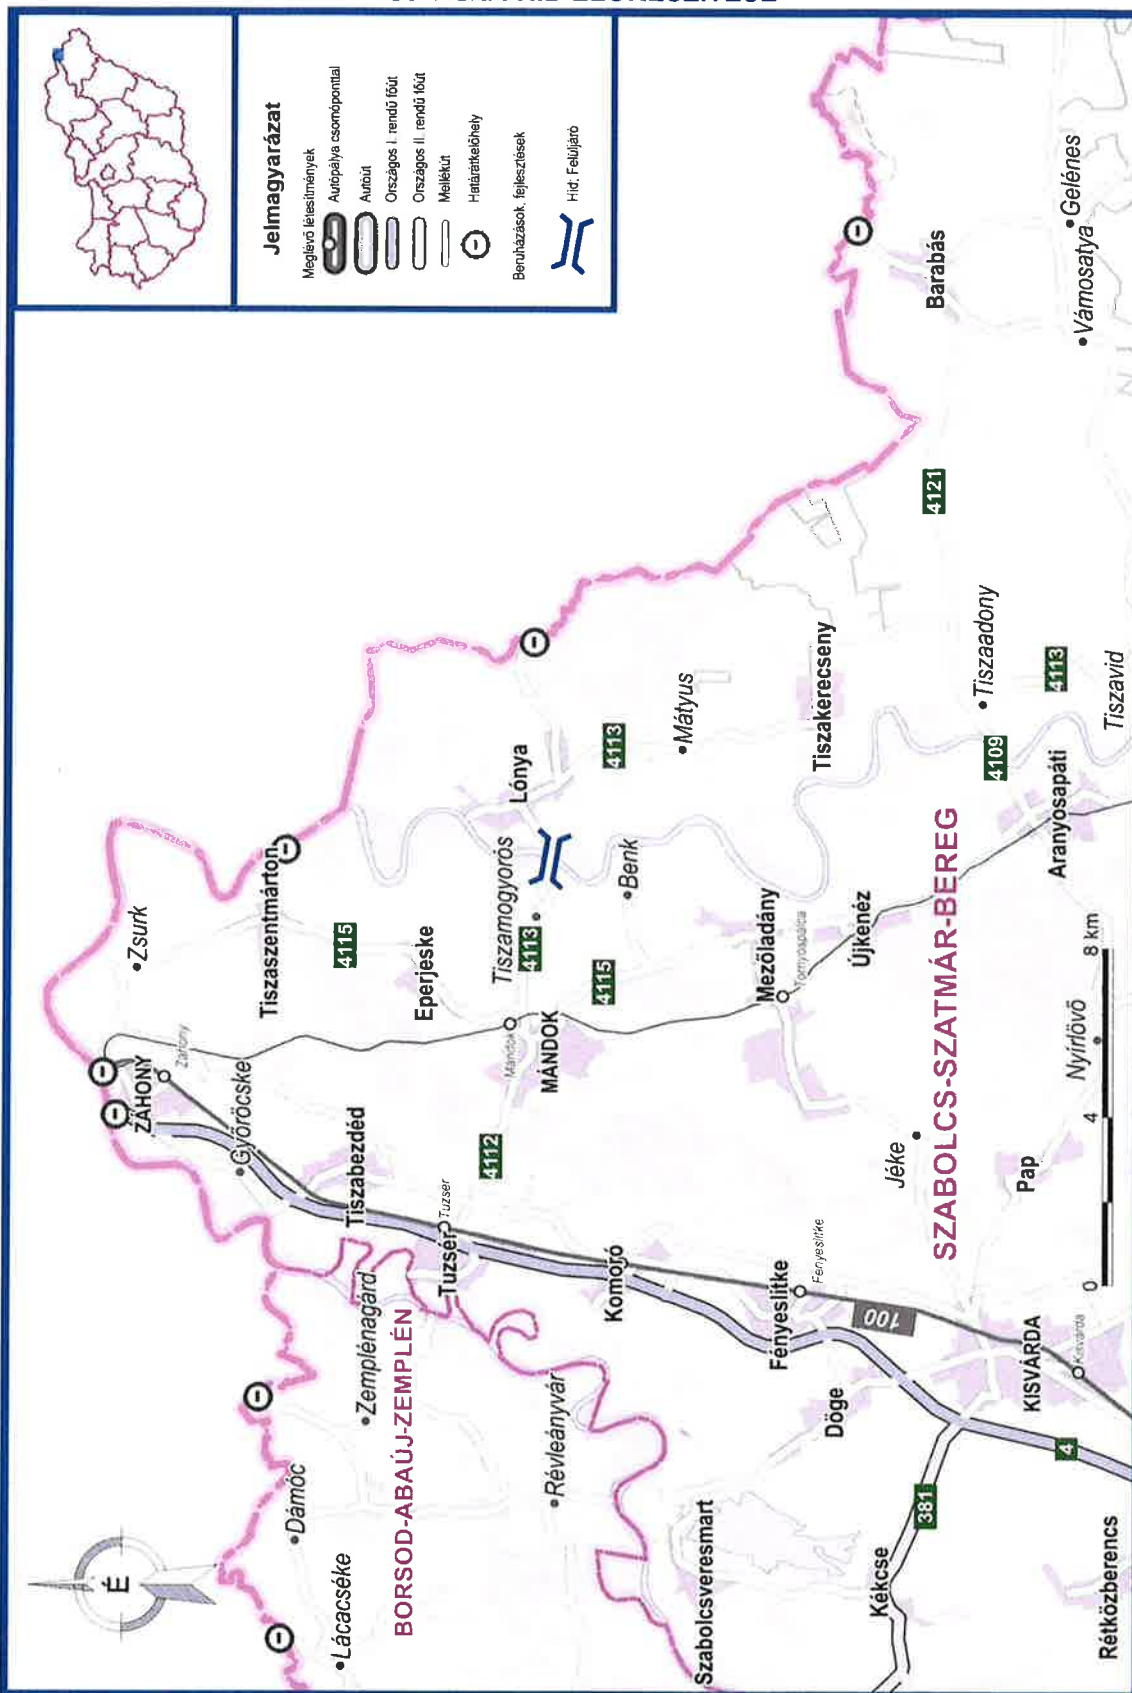 Jelmagyarázat
Meglévő létesítmények
Autópálya csomóponttal
Autóút
Országos I. rendű főút
Országos II. rendű főút
Mellékút
Határátkelőhely
Beruházások, fejlesztések
Híd: Felüljáró
É
Zsurk
ZÁHONY
Záhony
Győröcske
Tiszaszentmárton
4115
Eperjeske
Tiszabezdéd
Zemplénagárd
Dámóc
Lácacséke
BORSOD-ABAÚJ-ZEMPLÉN
Tuzsér
Tuzsér
4112
Mándok
MÁNDOK
Tiszamogyorós
4113
Lónya
4115
4113
Benk
Mátyus
Komoró
Révleányvár
Mezőladány
Tornyospálca
Tiszakerecseny
Újkenéz
Fényeslitke
Fényeslitke
100
Döge
Jéke
Szabolcsveresmart
Kékcse
381
SZABOLCS-SZATMÁR-BEREG
4121
Barabás
Tiszaadony
4109
4113
Aranyosapáti
Tiszavid
Vámosatya
Gelénes
Pap
Nyírlövő
KISVÁRDA
Kisvárda
4
Rétközberencs
0
4
8 km